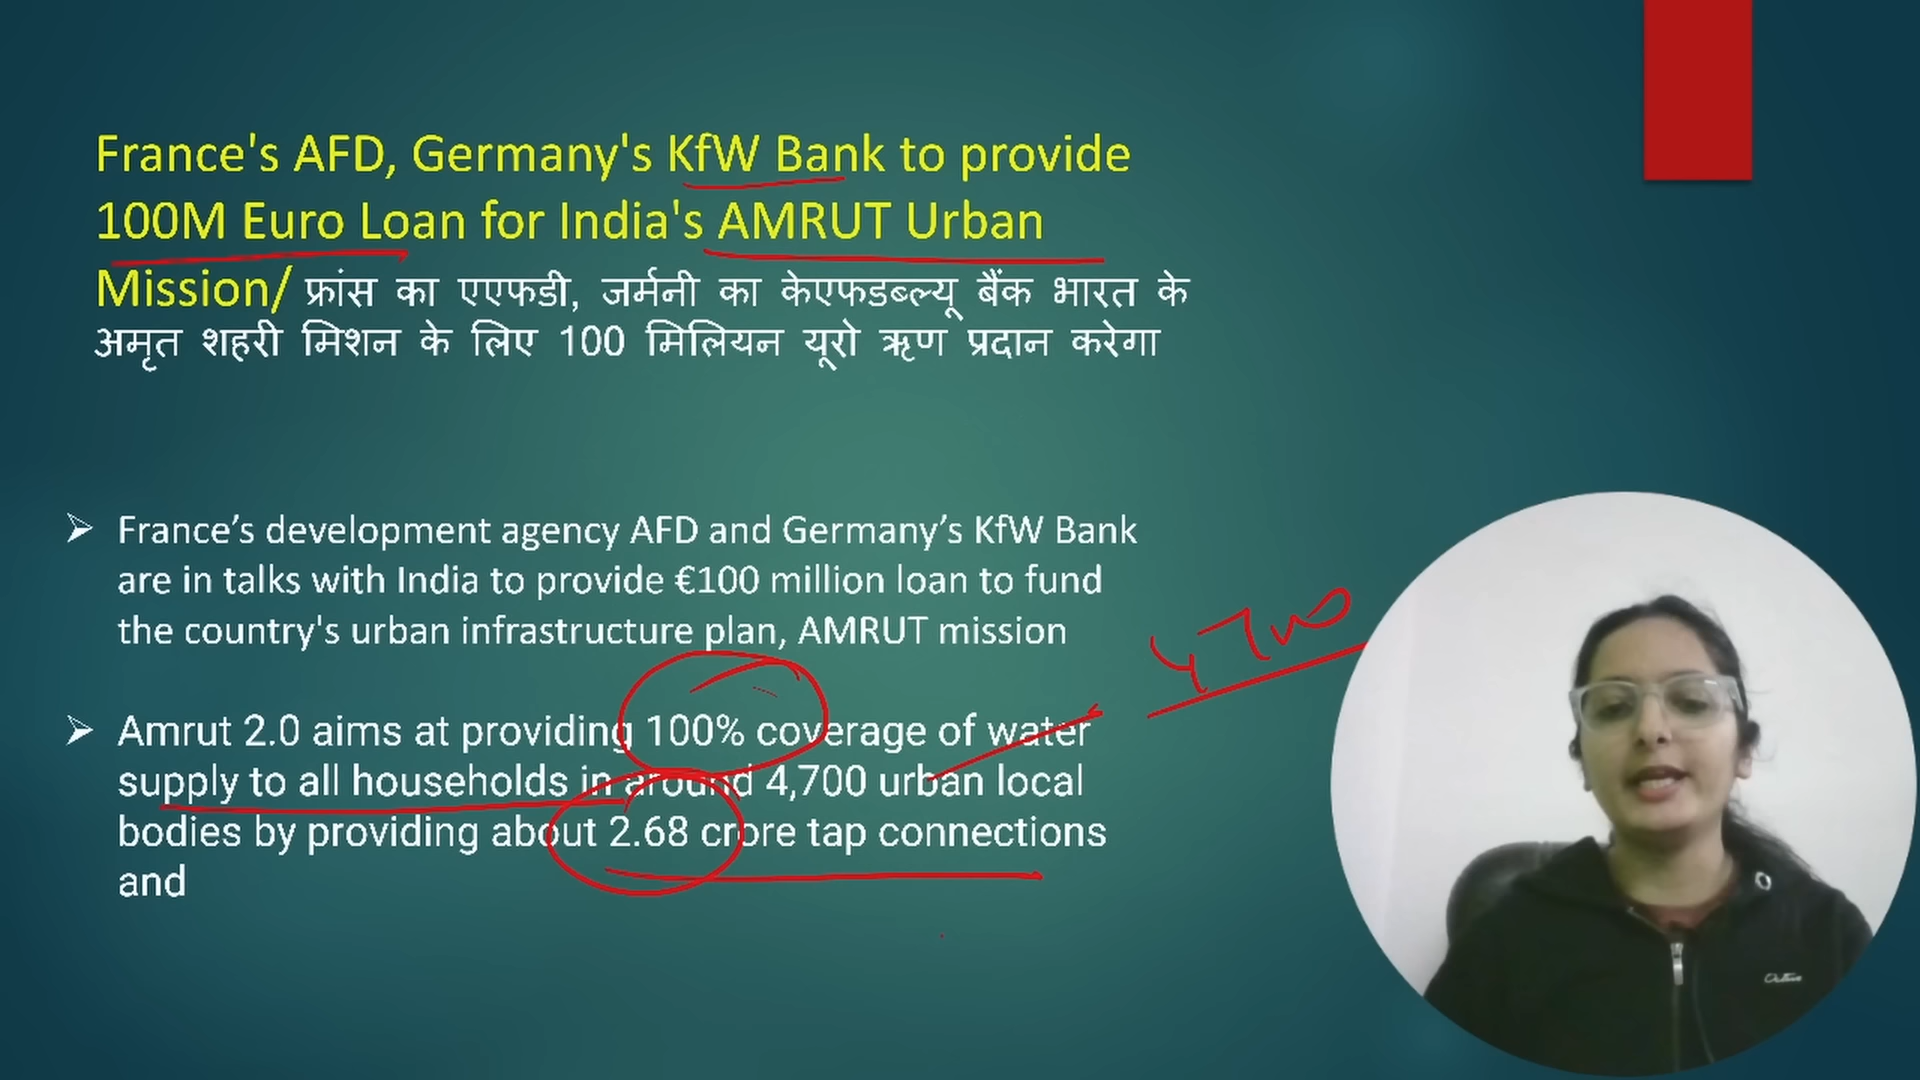 France's AFD, Germany's KfW Bank to provide
100M Euro Loan for India's AMRUT Urban
Mission/ फ्रांस का एएफडी, जर्मनी का केएफडब्ल्यू बैंक भारत के
अमृत शहरी मिशन के लिए 100 मिलियन यूरो ऋण प्रदान करेगा
➢ France’s development agency AFD and Germany’s KfW Bank
are in talks with India to provide €100 million loan to fund
the country's urban infrastructure plan, AMRUT mission
4700
➢ Amrut 2.0 aims at providing 100% coverage of water
supply to all households in around 4,700 urban local
bodies by providing about 2.68 crore tap connections
and